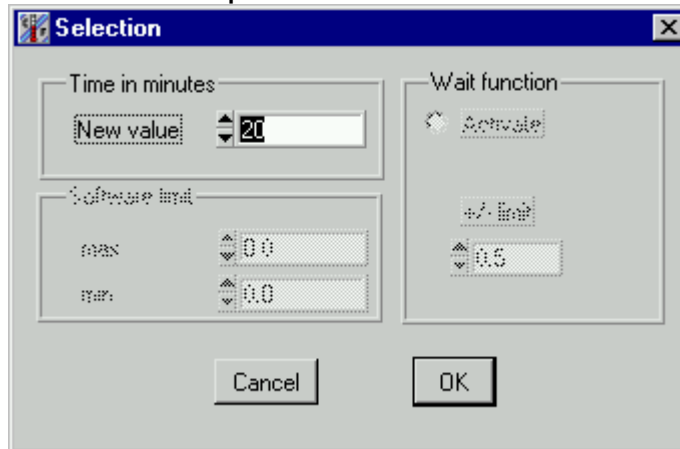 Selection
Time in minutes
New value 20
Wait function
Activate
Software limit
max 0.0
min 0.0
+/- limit
0.5
Cancel OK